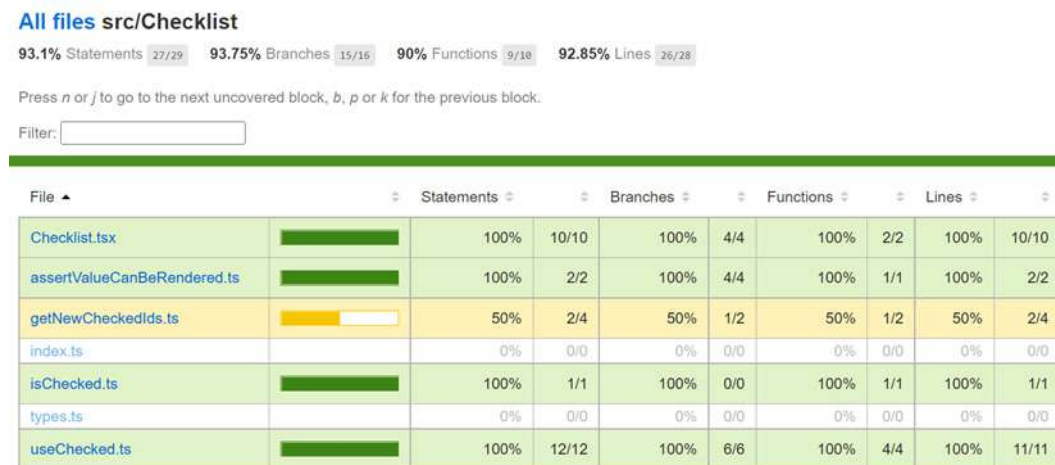 All files src/Checklist
93.1% Statements 27/29 93.75% Branches 15/16 90% Functions 9/10 92.85% Lines 26/28
Press n or j to go to the next uncovered block, b, p or k for the previous block.
Filter:
File Statements Branches Functions Lines
Checklist.tsx 100% 10/10 100% 4/4 100% 2/2 100% 10/10
assertValueCanBeRendered.ts 100% 2/2 100% 4/4 100% 1/1 100% 2/2
getNewCheckedIds.ts 50% 2/4 50% 1/2 50% 1/2 50% 2/4
index.ts 0% 0/0 0% 0/0 0% 0/0 0% 0/0
isChecked.ts 100% 1/1 100% 0/0 100% 1/1 100% 1/1
types.ts 0% 0/0 0% 0/0 0% 0/0 0% 0/0
useChecked.ts 100% 12/12 100% 6/6 100% 4/4 100% 11/11